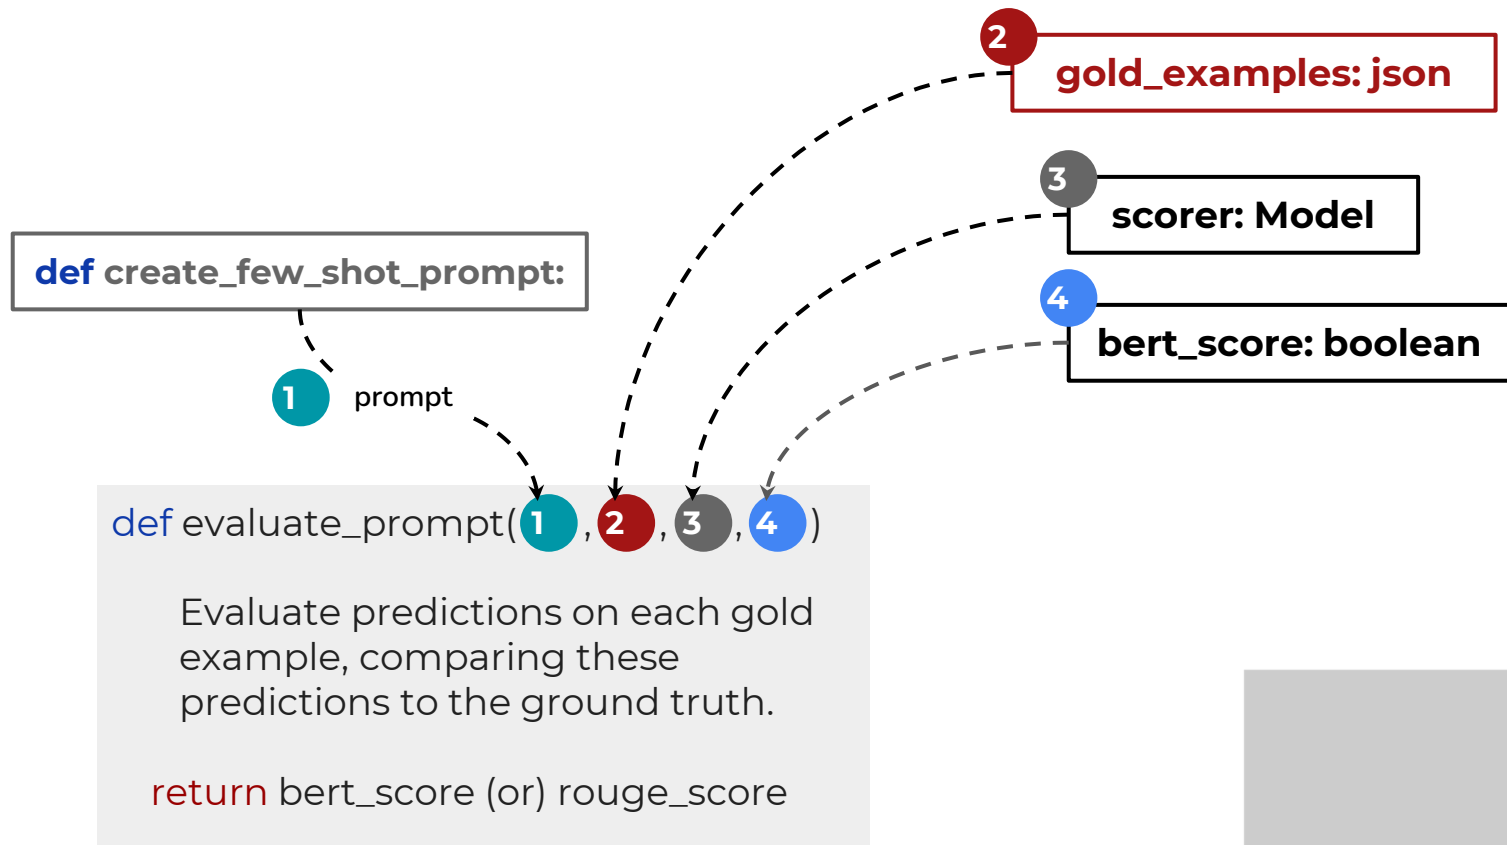 2
gold_examples: json
3
scorer: Model
def create_few_shot_prompt:
4
bert_score: boolean
1 prompt
def evaluate_prompt( 1 , 2 , 3 , 4 )
Evaluate predictions on each gold
example, comparing these
predictions to the ground truth.
return bert_score (or) rouge_score